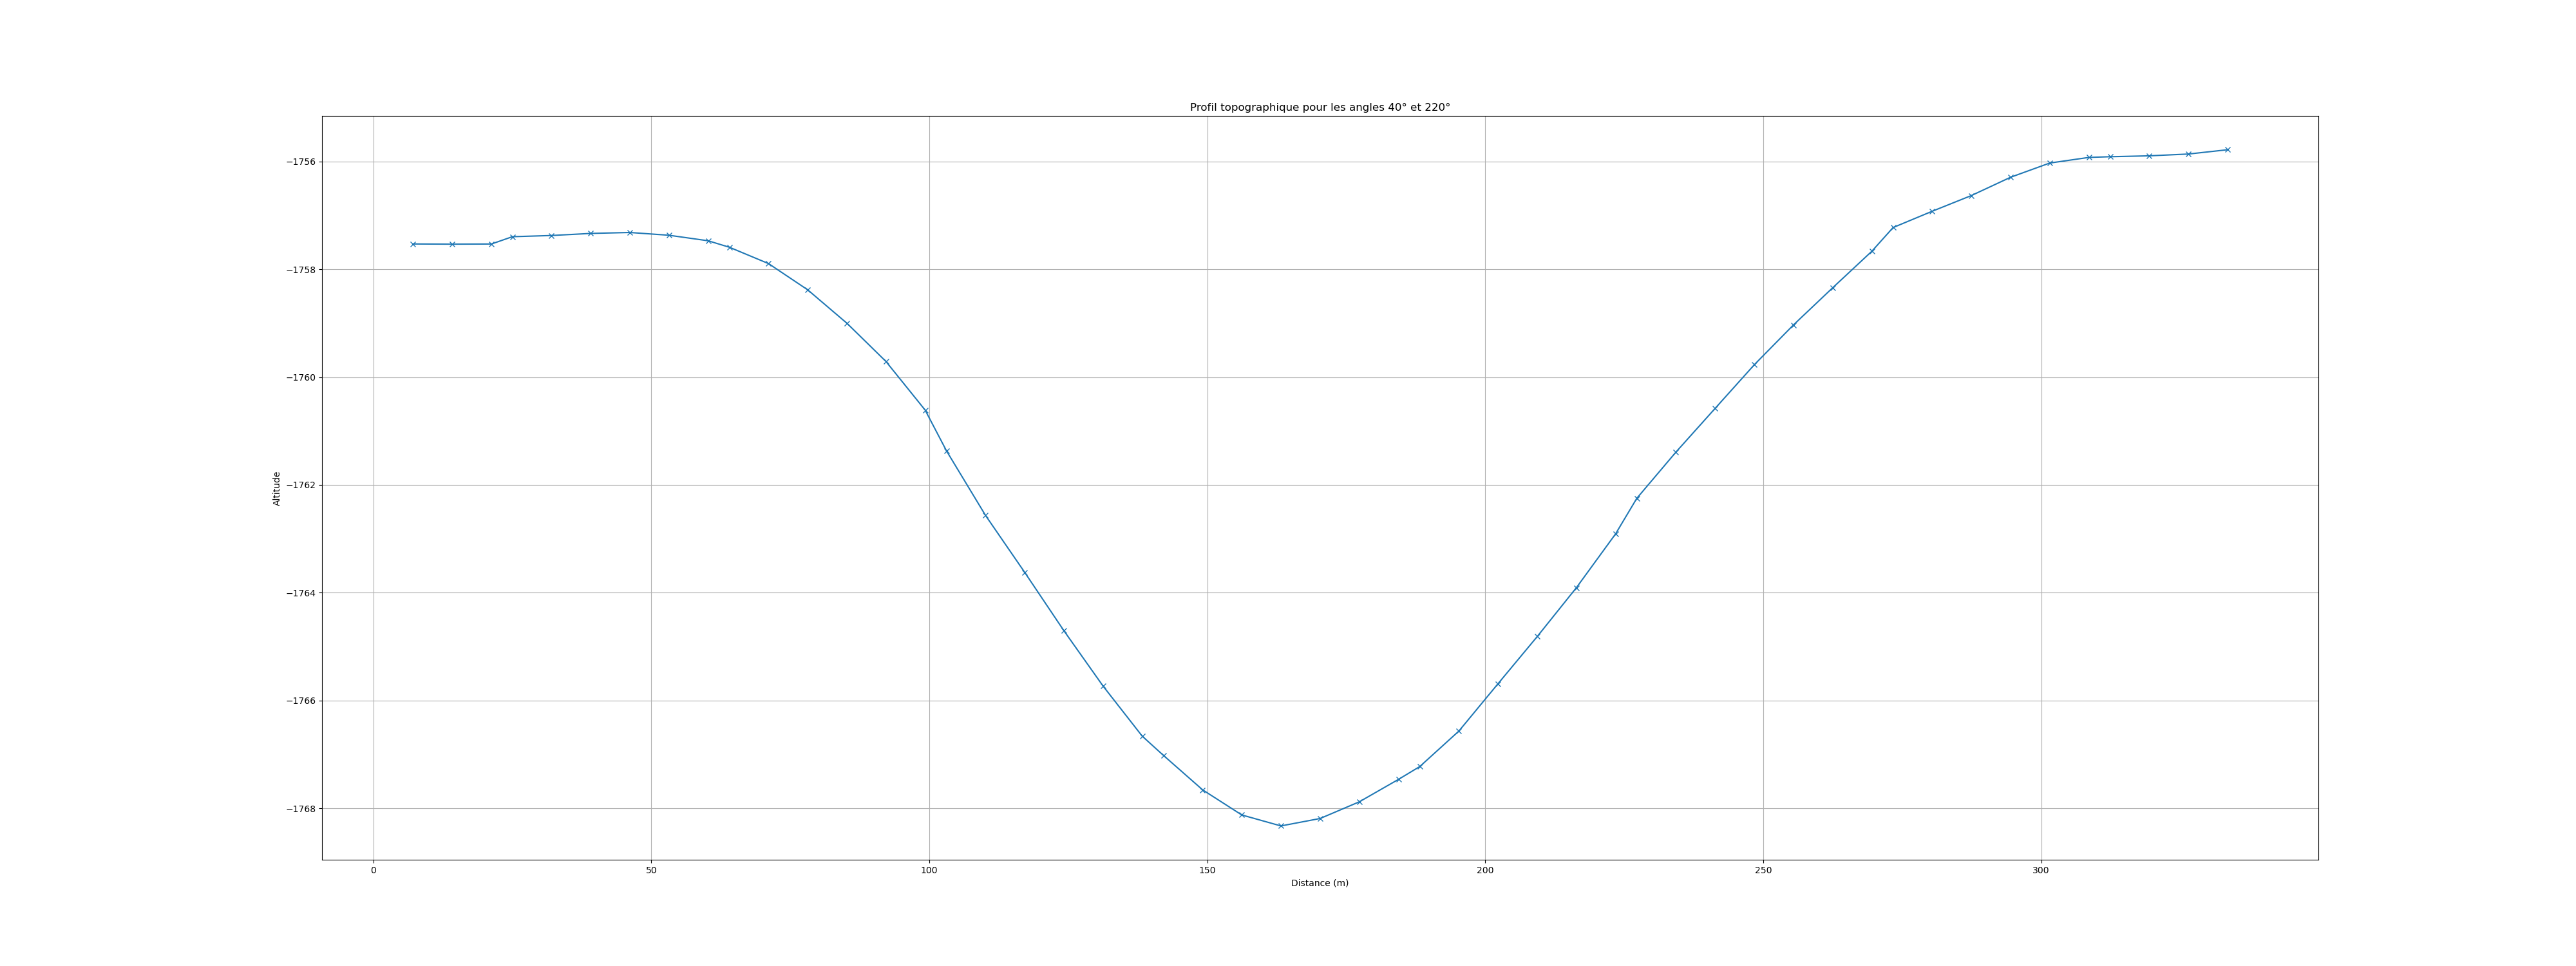 Profil topographique pour les angles 40° et 220°
−1756
−1758
−1760
−1762
−1764
−1766
−1768
Altitude
0 50 100 150 200 250 300
Distance (m)